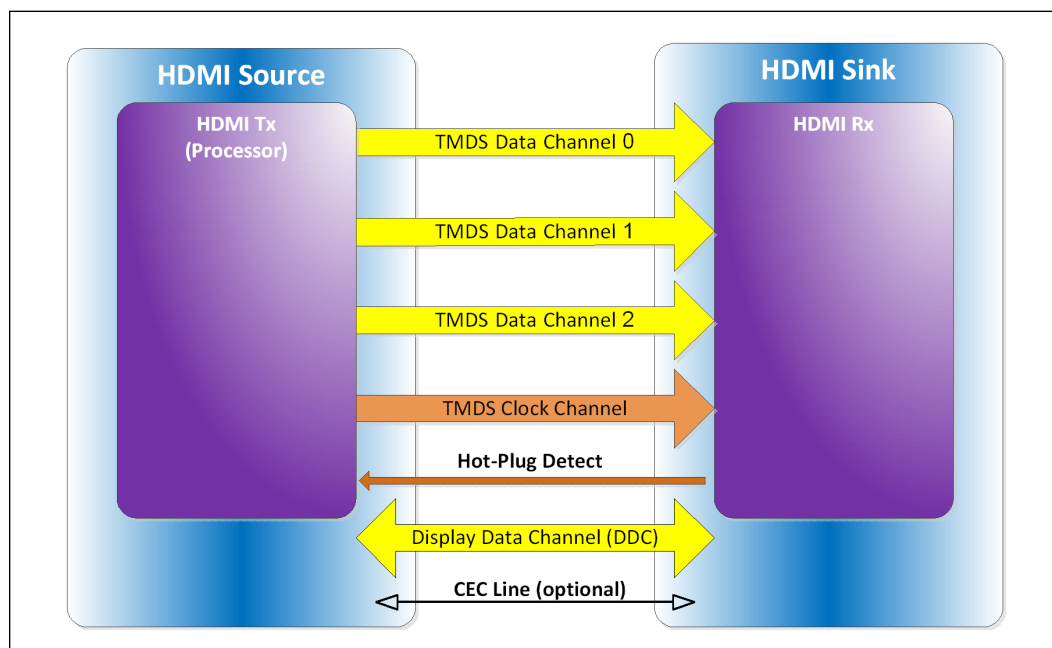 HDMI Source
HDMI Sink
HDMI Tx
(Processor)
HDMI Rx
TMDS Data Channel 0
TMDS Data Channel 1
TMDS Data Channel 2
TMDS Clock Channel
Hot-Plug Detect
Display Data Channel (DDC)
CEC Line (optional)